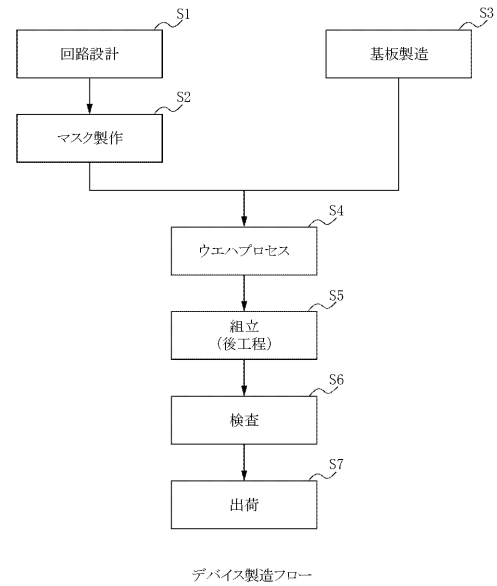 S1
回路設計
S2
マスク製作
S3
基板製造
S4
ウエハプロセス
S5
組立
(後工程)
S6
検査
S7
出荷
デバイス製造フロー